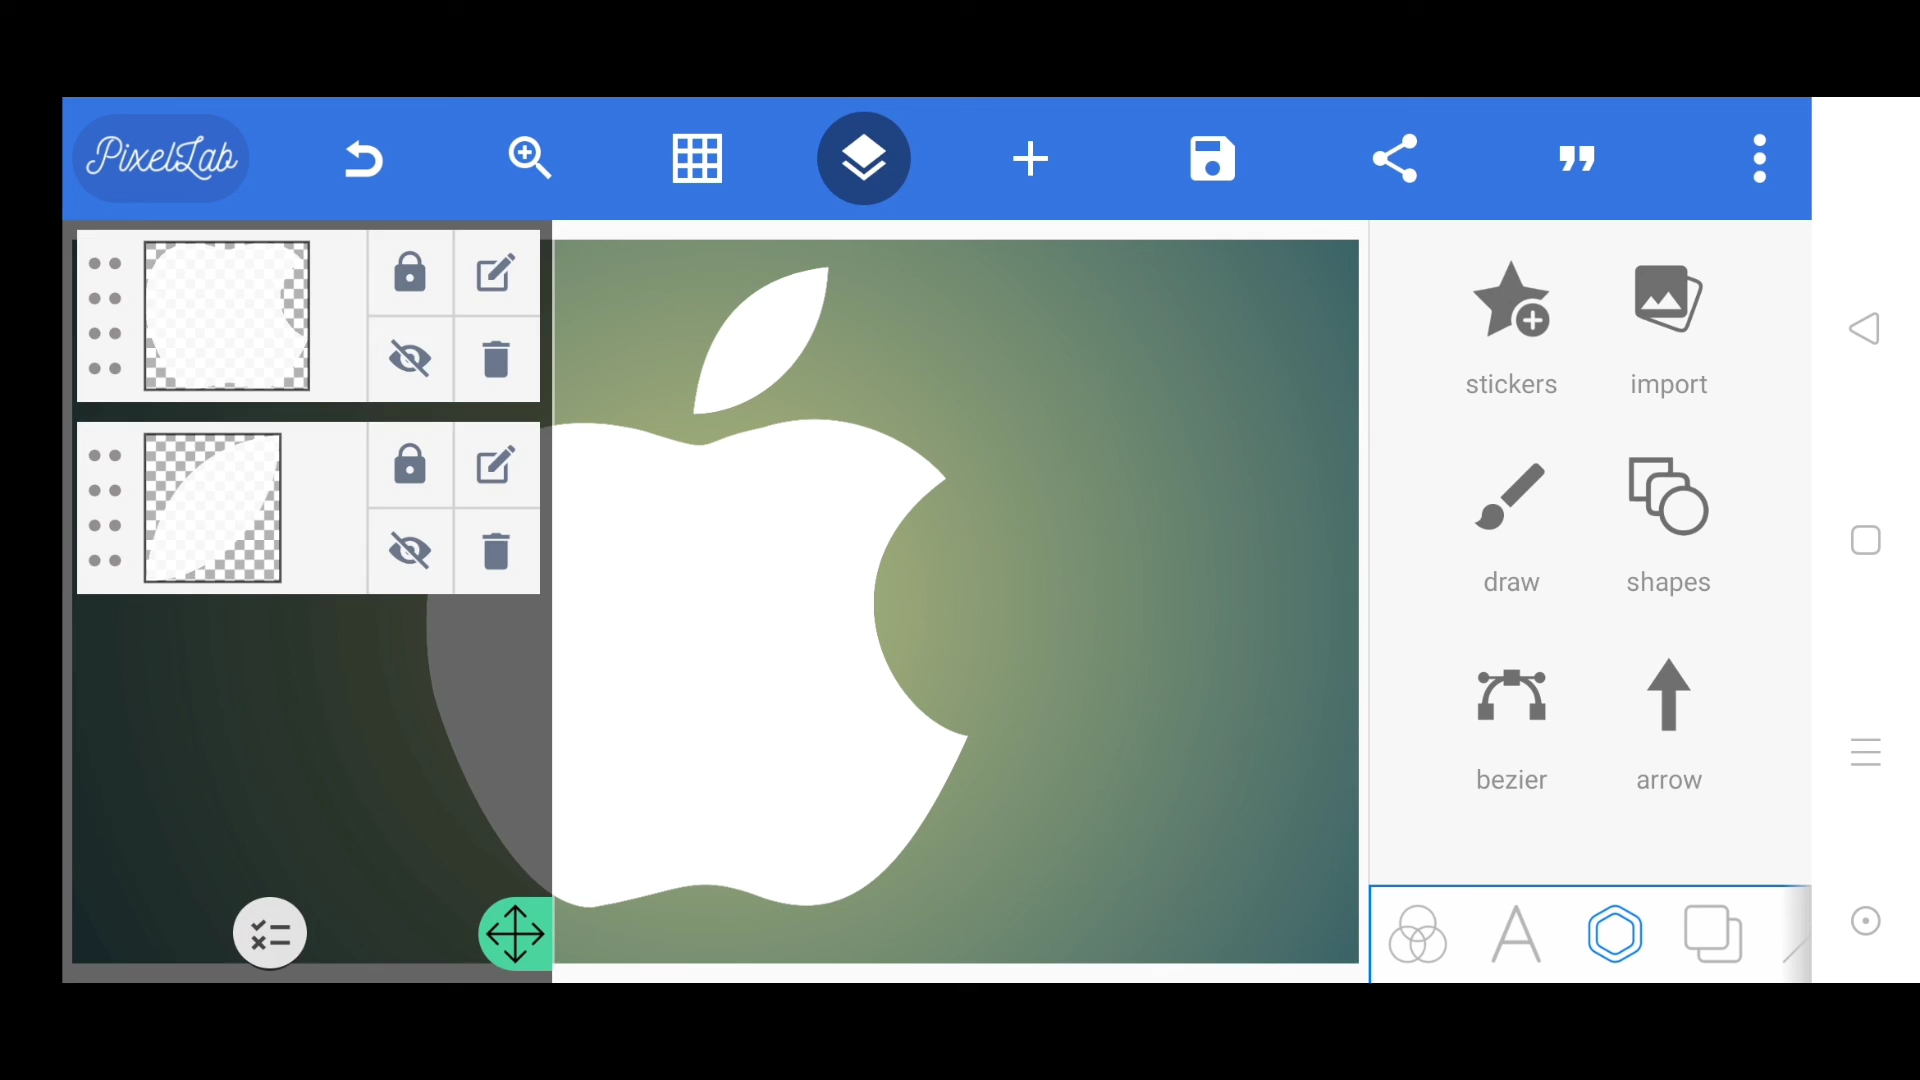 PixelLab
stickers
import
draw
shapes
bezier
arrow